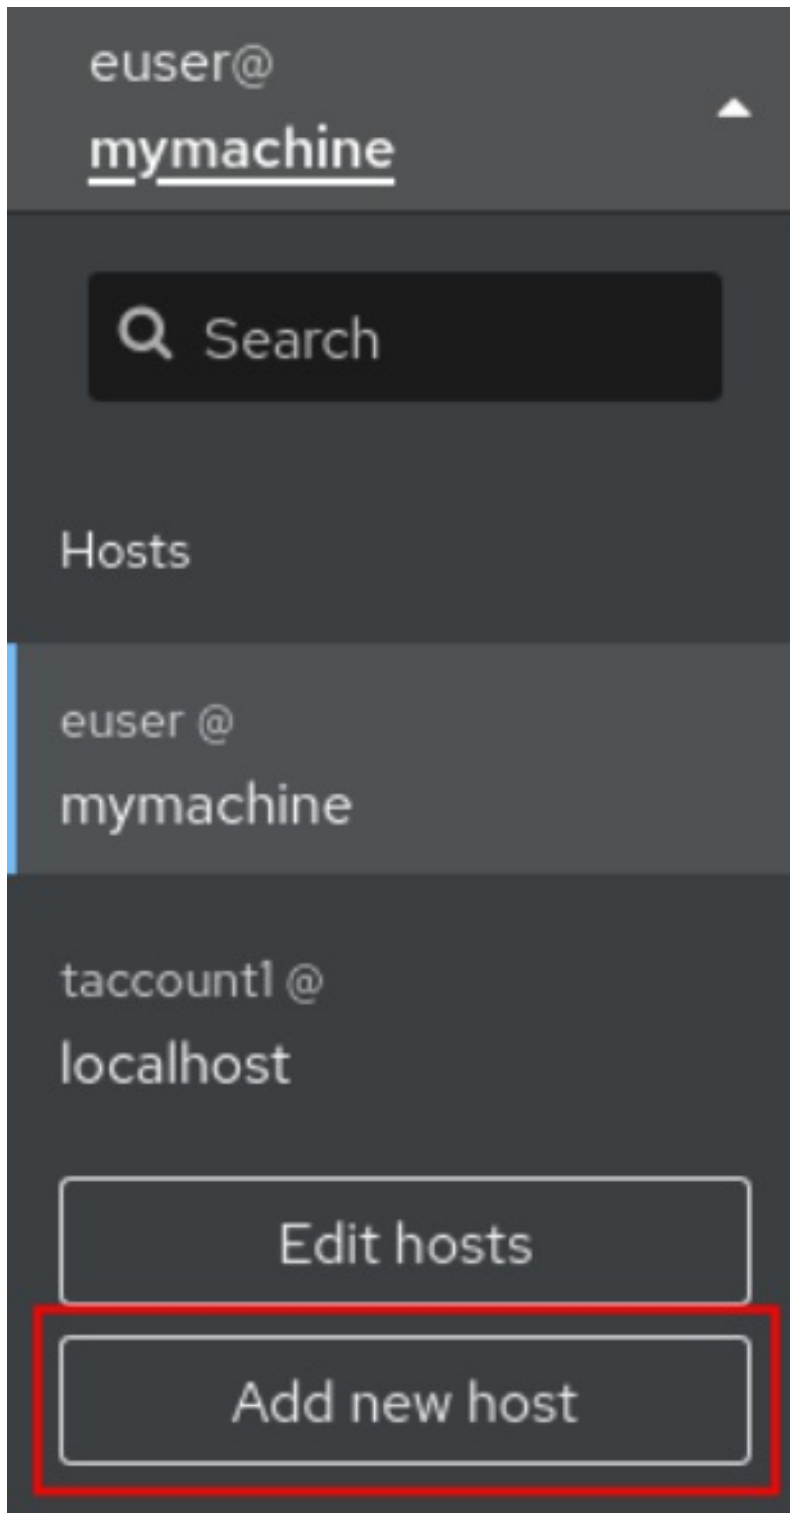 euser@
mymachine
Search
Hosts
euser @
mymachine
taccount1 @
localhost
Edit hosts
Add new host